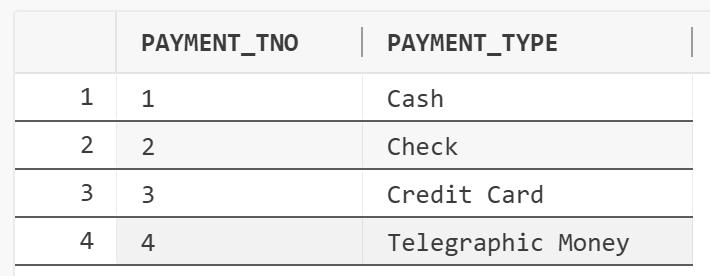 PAYMENT_TNO PAYMENT_TYPE
1 1 Cash
2 2 Check
3 3 Credit Card
4 4 Telegraphic Money